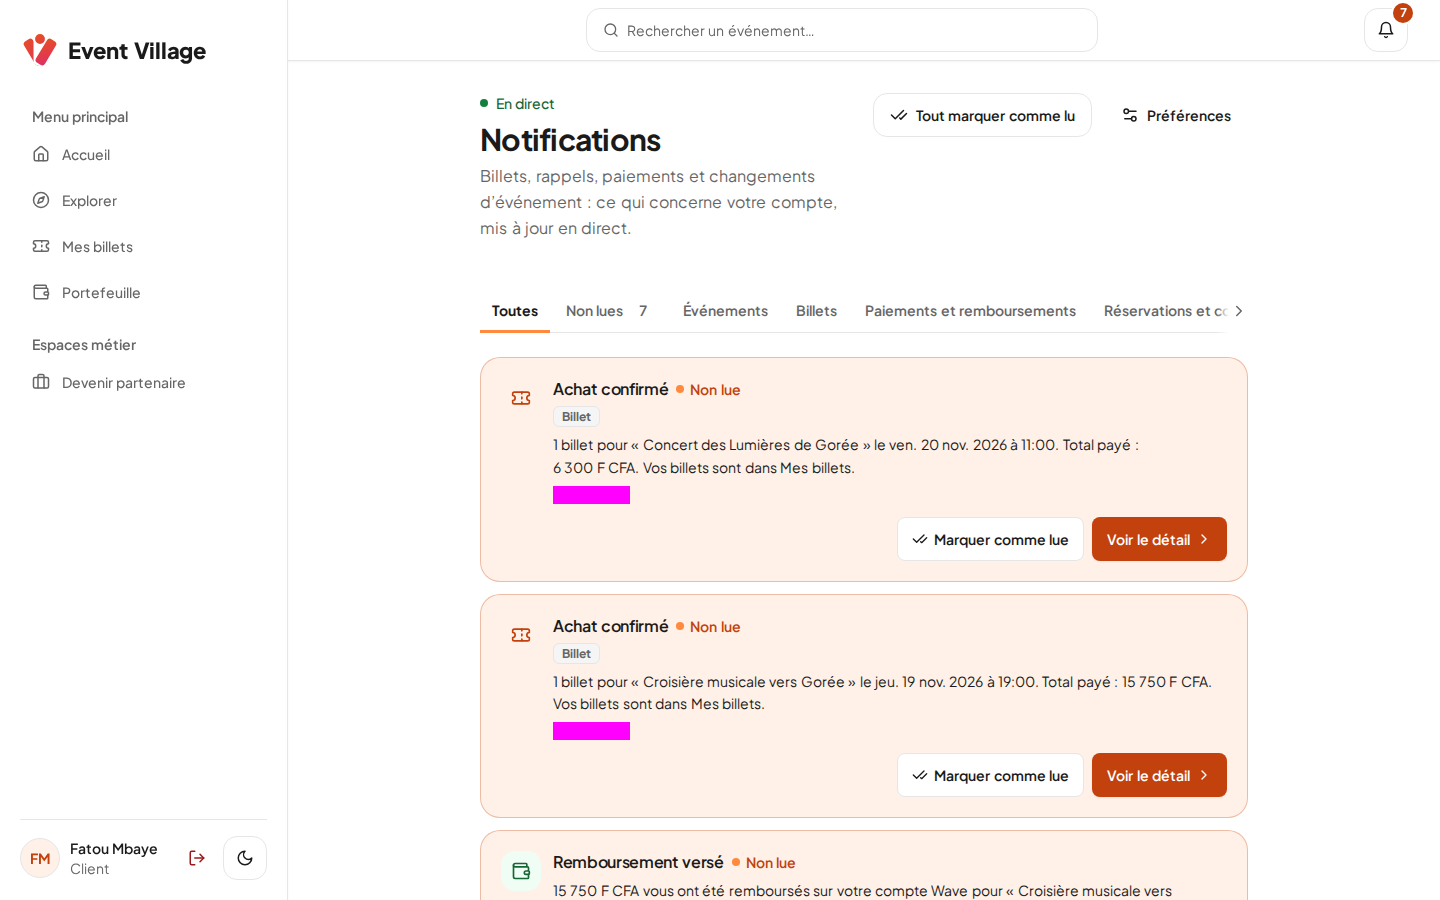 Event Village
Rechercher un événement…
7
Menu principal
Accueil
Explorer
Mes billets
Portefeuille
Espaces métier
Devenir partenaire
FM
Fatou Mbaye
Client
En direct
Notifications
Billets, rappels, paiements et changements
d’événement : ce qui concerne votre compte,
mis à jour en direct.
Tout marquer comme lu
Préférences
Toutes
Non lues 7
Événements
Billets
Paiements et remboursements
Réservations et
Achat confirmé
Non lue
Billet
1 billet pour « Concert des Lumières de Gorée » le ven. 20 nov. 2026 à 11:00. Total payé :
6 300 F CFA. Vos billets sont dans Mes billets.
Marquer comme lue
Voir le détail
Achat confirmé
Non lue
Billet
1 billet pour « Croisière musicale vers Gorée » le jeu. 19 nov. 2026 à 19:00. Total payé : 15 750 F CFA.
Vos billets sont dans Mes billets.
Marquer comme lue
Voir le détail
Remboursement versé
Non lue
15 750 F CFA vous ont été remboursés sur votre compte Wave pour « Croisière musicale vers